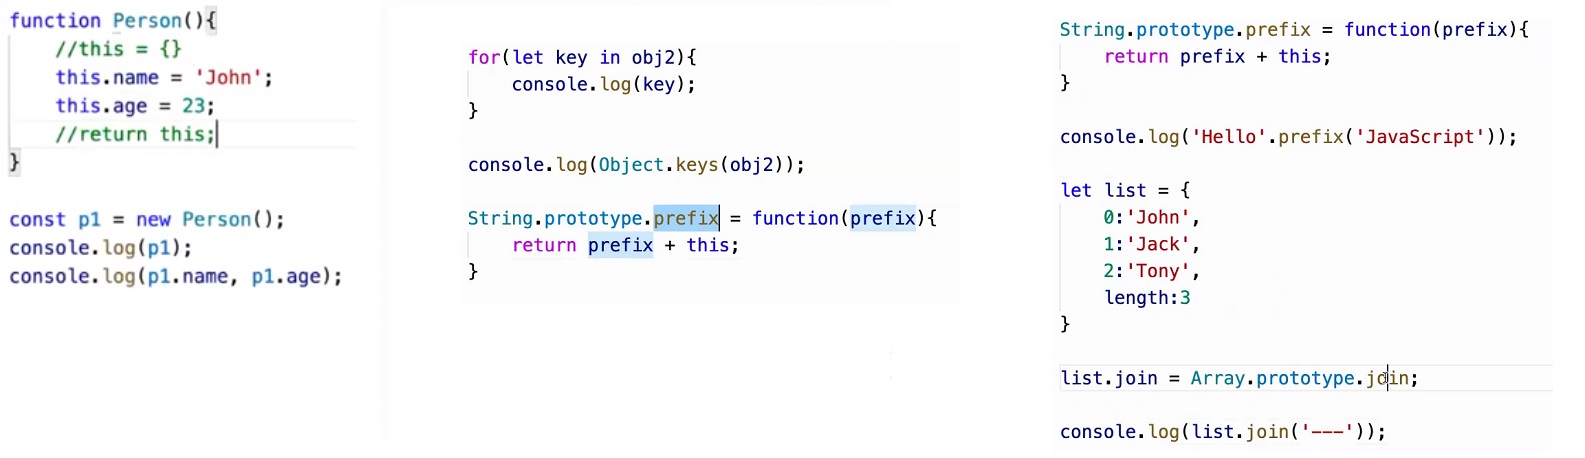 function Person(){
//this = {}
this.name = 'John';
this.age = 23;
//return this;
}
const p1 = new Person();
console.log(p1);
console.log(p1.name, p1.age);
for(let key in obj2){
console.log(key);
}
console.log(Object.keys(obj2));
String.prototype.prefix = function(prefix){
return prefix + this;
}
String.prototype.prefix = function(prefix){
return prefix + this;
}
console.log('Hello'.prefix('JavaScript'));
let list = {
0:'John',
1:'Jack',
2:'Tony',
length:3
}
list.join = Array.prototype.join;
console.log(list.join('---'));